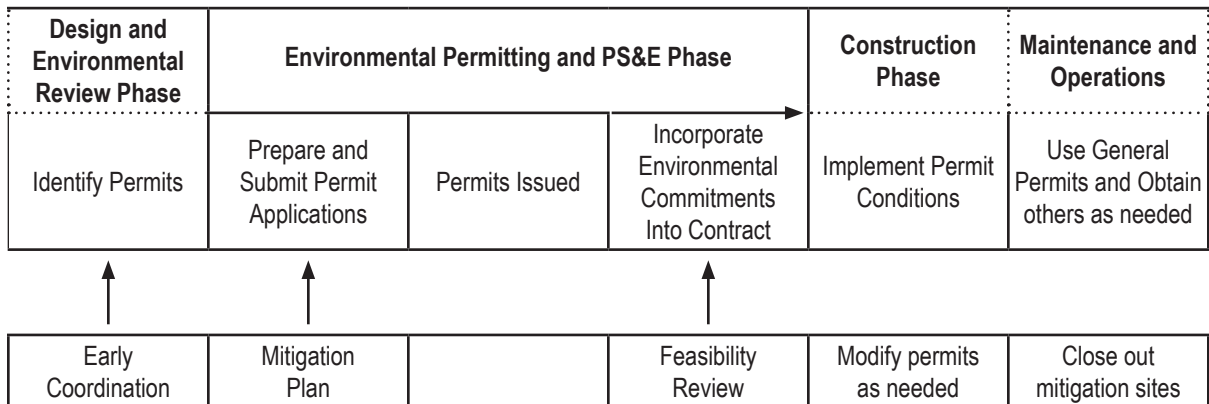 Design and
Environmental
Review Phase
Environmental Permitting and PS&E Phase
Construction
Phase
Maintenance and
Operations
Identify Permits
Prepare and
Submit Permit
Applications
Permits Issued
Incorporate
Environmental
Commitments
Into Contract
Implement Permit
Conditions
Use General
Permits and Obtain
others as needed
Early
Coordination
Mitigation
Plan
Feasibility
Review
Modify permits
as needed
Close out
mitigation sites